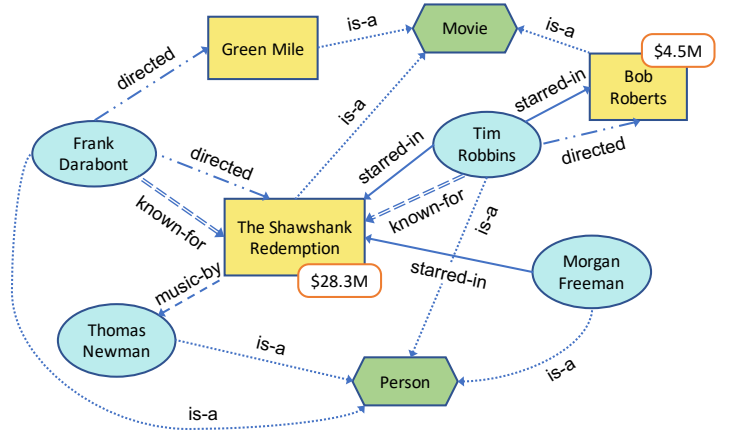 is-a
Movie
is-a
$4.5M
Green Mile
directed
Bob
Roberts
starred-in
is-a
Frank
Darabont
Tim
Robbins
directed
starred-in
directed
known-for
known-for
The Shawshank
Redemption
is-a
Morgan
Freeman
starred-in
$28.3M
music-by
Thomas
Newman
is-a
Person
is-a
is-a